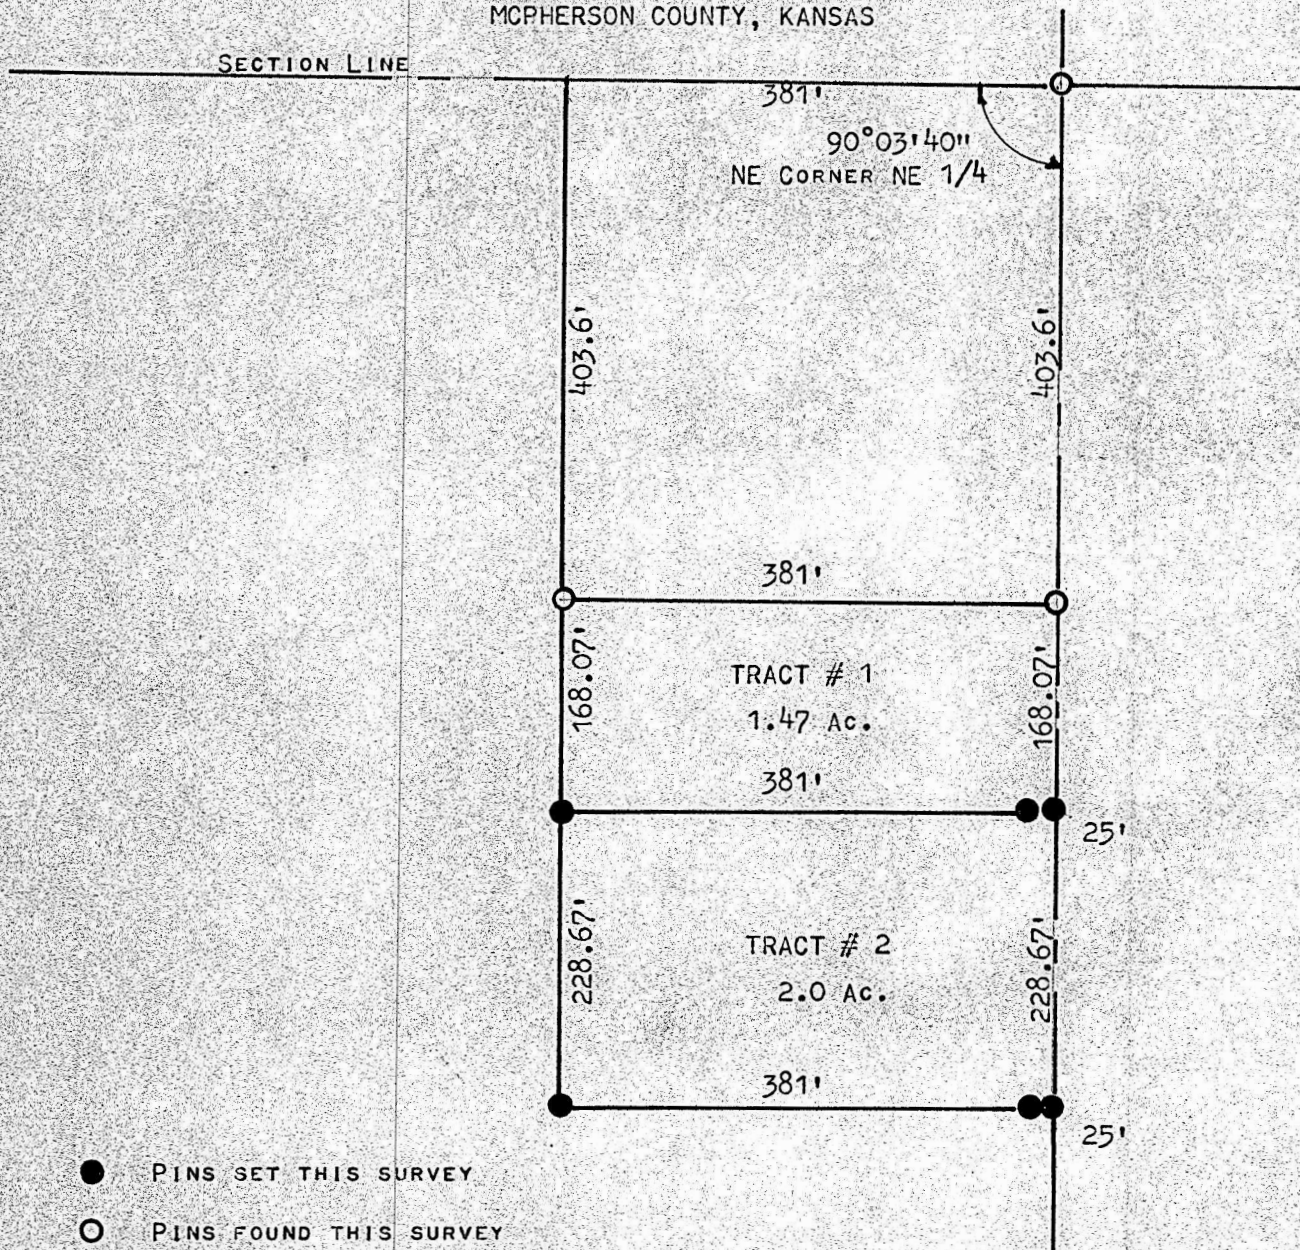 MCPHERSON COUNTY, KANSAS
SECTION LINE
381'
90°03'40"
NE CORNER NE 1/4
403.6'
403.6'
381'
168.07'
TRACT # 1
168.07'
1.47 AC.
381'
25'
228.67'
TRACT # 2
228.67'
2.0 AC.
381'
25'
PINS SET THIS SURVEY
PINS FOUND THIS SURVEY